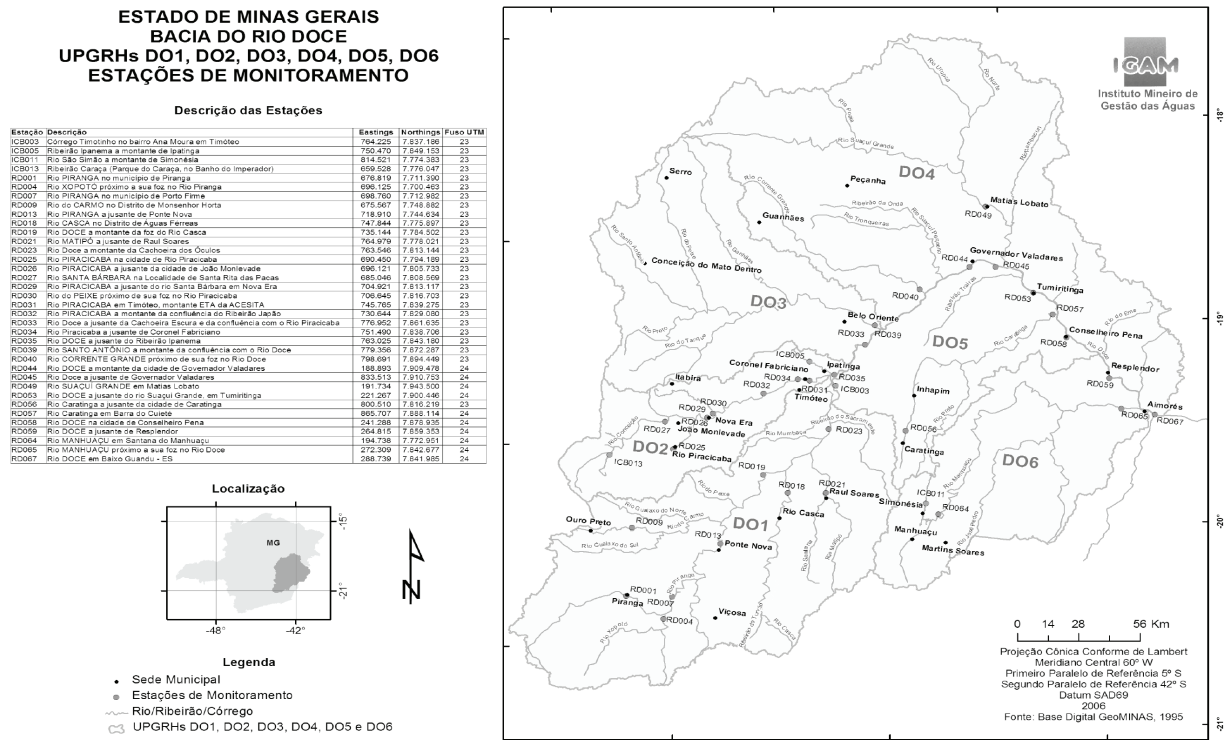 ESTADO DE MINAS GERAIS
BACIA DO RIO DOCE
UPGRHs DO1, DO2, DO3, DO4, DO5, DO6
ESTAÇÕES DE MONITORAMENTO
Descrição das Estações
Estação Descrição Eastings Northings Fuso UTM
ICB003 Córrego Timotinho no bairro Ana Moura em Timóteo 764.225 7.837.186 23
ICB005 Ribeirão Ipanema a montante de Ipatinga 750.470 7.849.153 23
ICB011 Rio São Simão a montante de Simonésia 814.521 7.774.383 23
ICB013 Ribeirão Caraça (Parque do Caraça, no Banho do Imperador) 659.528 7.776.047 23
RD001 Rio PIRANGA no município de Piranga 676.819 7.711.390 23
RD004 Rio XOPOTÓ próximo a sua foz no Rio Piranga 696.125 7.700.463 23
RD007 Rio PIRANGA no município de Porto Firme 698.760 7.712.982 23
RD009 Rio do CARMO no Distrito de Monsenhor Horta 675.567 7.748.882 23
RD013 Rio PIRANGA a jusante de Ponte Nova 718.910 7.744.634 23
RD018 Rio CASCA no Distrito de Águas Férreas 747.844 7.775.897 23
RD019 Rio DOCE a montante da foz do Rio Casca 735.144 7.784.502 23
RD021 Rio MATIPÓ a jusante de Raul Soares 764.979 7.778.021 23
RD023 Rio Doce a montante da Cachoeira dos Óculos 763.546 7.813.144 23
RD025 Rio PIRACICABA na cidade de Rio Piracicaba 690.450 7.794.189 23
RD026 Rio PIRACICABA a jusante da cidade de João Monlevade 696.121 7.805.733 23
RD027 Rio SANTA BÁRBARA na Localidade de Santa Rita das Pacas 685.046 7.808.569 23
RD029 Rio PIRACICABA a jusante do rio Santa Bárbara em Nova Era 704.921 7.813.117 23
RD030 Rio do PEIXE próximo de sua foz no Rio Piracicaba 706.645 7.816.703 23
RD031 Rio PIRACICABA em Timóteo, montante ETA da ACESITA 745.765 7.839.275 23
RD032 Rio PIRACICABA a montante da confluência do Ribeirão Japão 730.644 7.829.080 23
RD033 Rio Doce a jusante da Cachoeira Escura e da confluência com o Rio Piracicaba 776.952 7.861.635 23
RD034 Rio Piracicaba a jusante de Coronel Fabriciano 751.490 7.838.706 23
RD035 Rio DOCE a jusante do Ribeirão Ipanema 763.025 7.843.180 23
RD039 Rio SANTO ANTÔNIO a montante da confluência com o Rio Doce 779.356 7.872.287 23
RD040 Rio CORRENTE GRANDE próximo de sua foz no Rio Doce 798.691 7.894.449 23
RD044 Rio DOCE a montante da cidade de Governador Valadares 188.893 7.909.478 24
RD045 Rio Doce a jusante de Governador Valadares 833.513 7.910.753 24
RD049 Rio SUAÇUÍ GRANDE em Matias Lobato 191.734 7.943.500 24
RD053 Rio DOCE a jusante do rio Suaçuí Grande, em Tumiritinga 221.267 7.900.446 24
RD056 Rio Caratinga a jusante da cidade de Caratinga 800.510 7.816.219 23
RD057 Rio Caratinga em Barra do Cuieté 865.707 7.888.114 24
RD058 Rio DOCE na cidade de Conselheiro Pena 241.288 7.878.935 24
RD059 Rio DOCE a jusante de Resplendor 264.815 7.859.353 24
RD064 Rio MANHUAÇU em Santana do Manhuaçu 194.738 7.772.951 24
RD065 Rio MANHUAÇU próximo a sua foz no Rio Doce 272.309 7.842.677 24
RD067 Rio DOCE em Baixo Guandu - ES 288.739 7.841.985 24
Localização
MG
-15°
-21°
-48° -42°
N
Legenda
Sede Municipal
Estações de Monitoramento
Rio/Ribeirão/Córrego
UPGRHs DO1, DO2, DO3, DO4, DO5 e DO6
IGAM
Instituto Mineiro de
Gestão das Águas
-18°
Rio Urupuca
Rio Norte
Rio Suaçuí Grande
DO4
Serro
Peçanha
Guanhães
Rio Corrente Grande
Ribeirão da Onda
Rio Tronqueiras
Matias Lobato
RD049
Conceição do Mato Dentro
Governador Valadares
RD044
RD045
Tumiritinga
RD053
RD057
DO3
RD040
Belo Oriente
RD033
RD039
-19°
DO5
Conselheiro Pena
RD058
Resplendor
RD059
Rio do Tanque
ICB005
Ipatinga
Coronel Fabriciano
RD034
RD035
RD031
ICB003
Timóteo
Itabira
RD032
Inhapim
Aimorés
RD065
RD067
RD030
RD029
Nova Era
RD026
RD027
João Monlevade
RD023
RD056
DO2
RD025
Rio Piracicaba
Caratinga
ICB013
RD019
DO6
RD018
RD021
Raul Soares
Simonésia
ICB011
RD064
Rio do Peixe
Ouro Preto
RD009
DO1
Rio Casca
-20°
RD013
Ponte Nova
Manhuaçu
Martins Soares
RD001
Piranga
RD007
RD004
Viçosa
0 14 28 56 Km
Projeção Cônica Conforme de Lambert
Meridiano Central 60º W
Primeiro Paralelo de Referência 5º S
Segundo Paralelo de Referência 42º S
Datum SAD69
2006
Fonte: Base Digital GeoMINAS, 1995
-21°